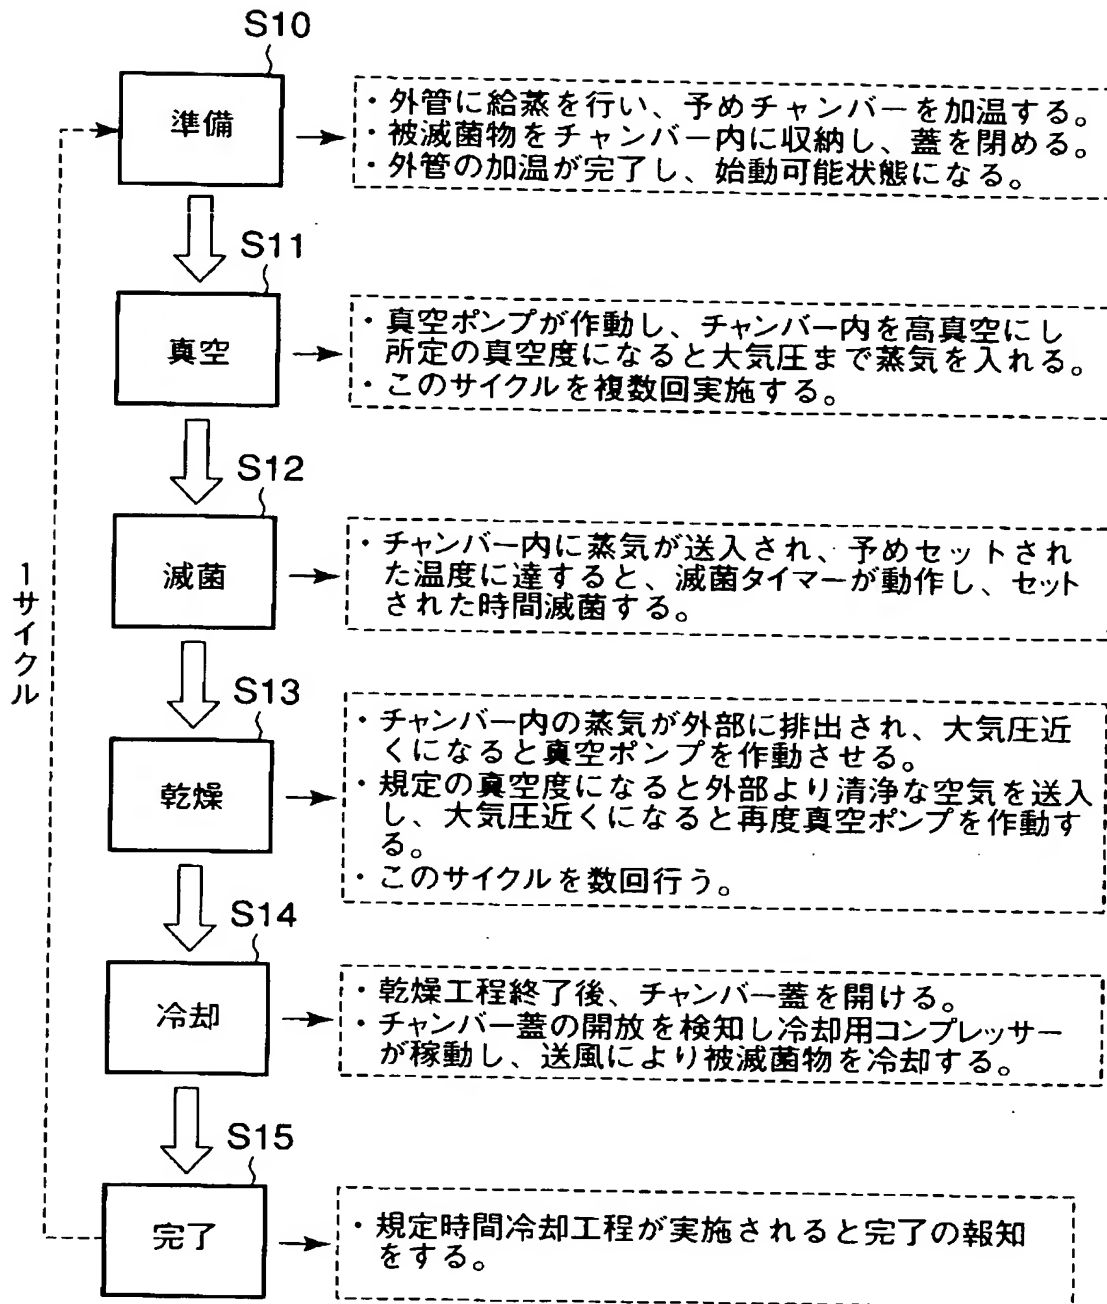 S10
準備
・外管に給蒸を行い、予めチャンバーを加温する。
・被滅菌物をチャンバー内に収納し、蓋を閉める。
・外管の加温が完了し、始動可能状態になる。
S11
真空
・真空ポンプが作動し、チャンバー内を高真空にし
所定の真空度になると大気圧まで蒸気を入れる。
・このサイクルを複数回実施する。
S12
滅菌
・チャンバー内に蒸気が送入され、予めセットされ
た温度に達すると、滅菌タイマーが動作し、セット
された時間滅菌する。
1サイクル
S13
乾燥
・チャンバー内の蒸気が外部に排出され、大気圧近
くになると真空ポンプを作動させる。
・規定の真空度になると外部より清浄な空気を送入
し、大気圧近くになると再度真空ポンプを作動す
る。
・このサイクルを数回行う。
S14
冷却
・乾燥工程終了後、チャンバー蓋を開ける。
・チャンバー蓋の開放を検知し冷却用コンプレッサー
が稼動し、送風により被滅菌物を冷却する。
S15
完了
・規定時間冷却工程が実施されると完了の報知
をする。